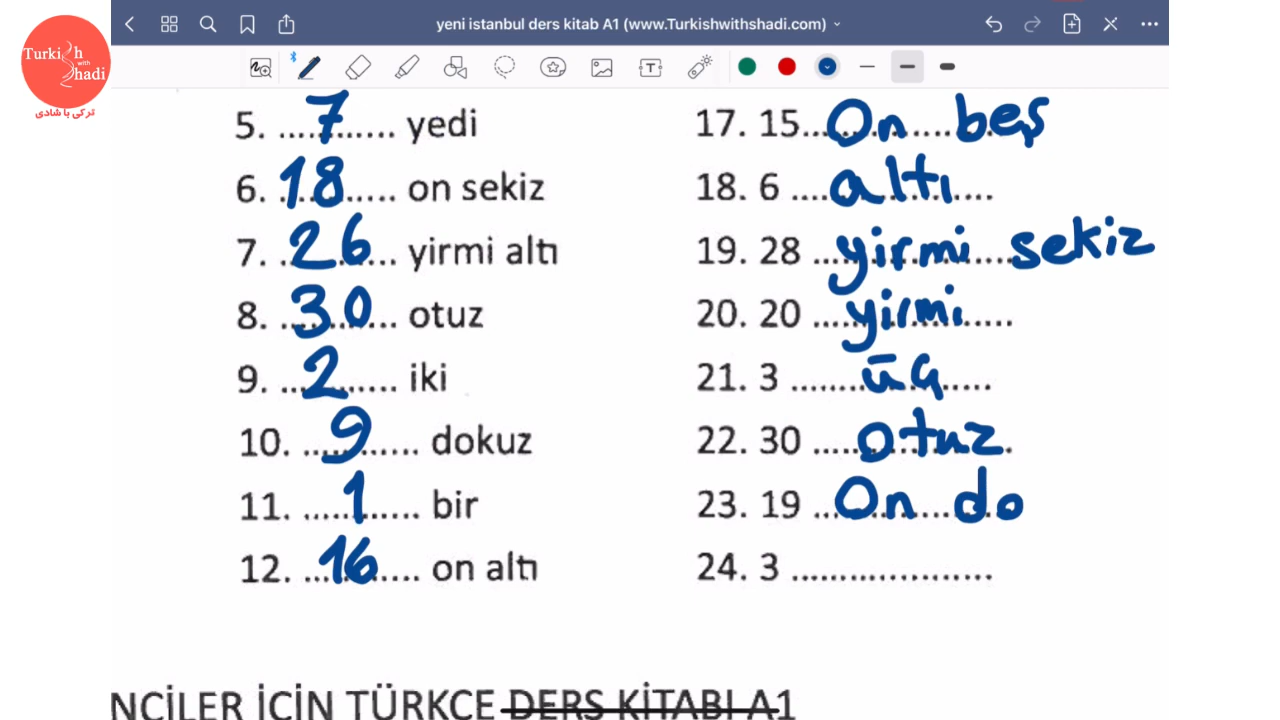 yeni istanbul ders kitab A1 (www.Turkishwithshadi.com)
Turkish
with
Shadi
ترکی با شادی
5. ...7... yedi
6. 18..... on sekiz
7. ..26... yirmi altı
8. ..30... otuz
9. ...2...... iki
10. ...9...... dokuz
11. ...1...... bir
12. ...16.... on altı
17. 15...On beş
18. 6 ....altı....
19. 28 ...yirmi sekiz
20. 20 ....yirmi.....
21. 3 ........üç.....
22. 30 .....otuz.
23. 19 ...On do
24. 3 ....................
NCİLER İÇİN TÜRKÇE DERS KİTABI A1